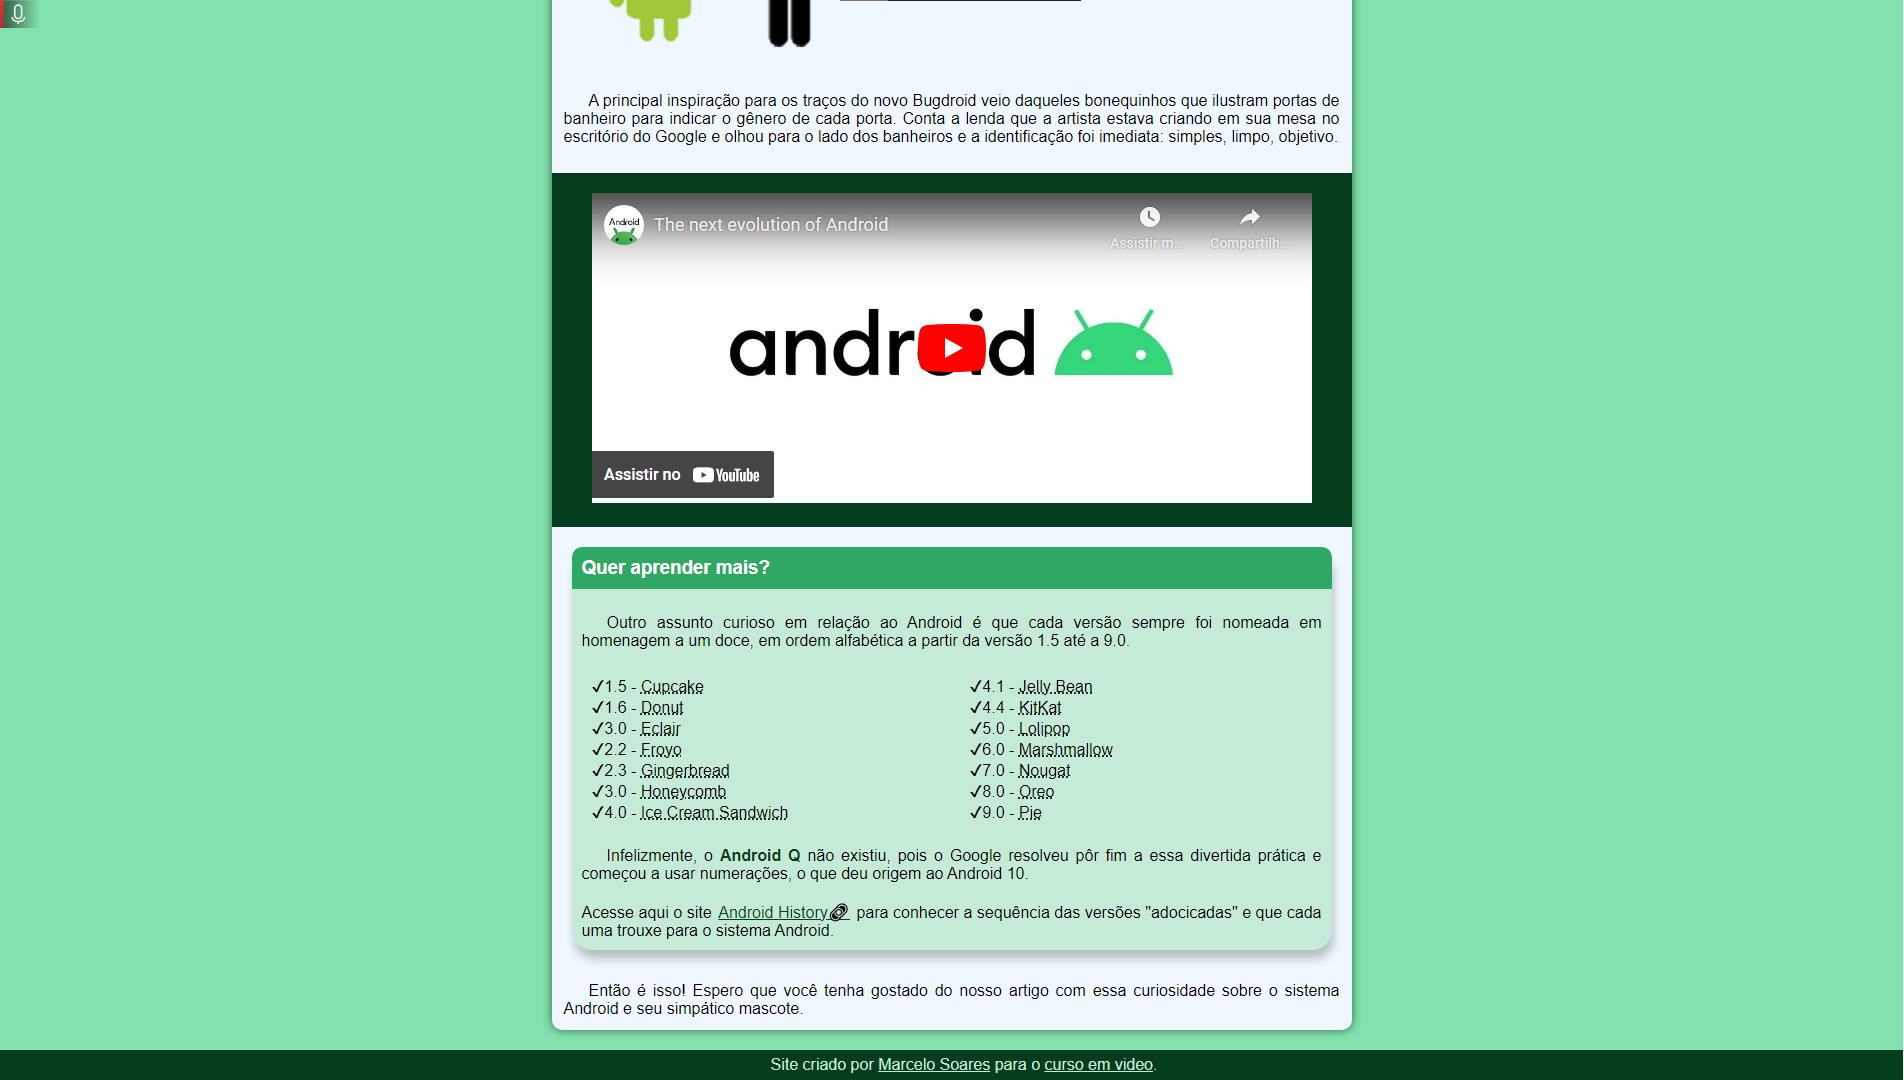 A principal inspiração para os traços do novo Bugdroid veio daqueles bonequinhos que ilustram portas de
banheiro para indicar o gênero de cada porta. Conta a lenda que a artista estava criando em sua mesa no
escritório do Google e olhou para o lado dos banheiros e a identificação foi imediata: simples, limpo, objetivo.
Android
The next evolution of Android
Assistir m...
Compartilh...
android
Assistir no YouTube
Quer aprender mais?
Outro assunto curioso em relação ao Android é que cada versão sempre foi nomeada em
homenagem a um doce, em ordem alfabética a partir da versão 1.5 até a 9.0.
✓1.5 - Cupcake
✓1.6 - Donut
✓3.0 - Eclair
✓2.2 - Froyo
✓2.3 - Gingerbread
✓3.0 - Honeycomb
✓4.0 - Ice Cream Sandwich
✓4.1 - Jelly Bean
✓4.4 - KitKat
✓5.0 - Lolipop
✓6.0 - Marshmallow
✓7.0 - Nougat
✓8.0 - Oreo
✓9.0 - Pie
Infelizmente, o Android Q não existiu, pois o Google resolveu pôr fim a essa divertida prática e
começou a usar numerações, o que deu origem ao Android 10.
Acesse aqui o site Android History para conhecer a sequência das versões "adocicadas" e que cada
uma trouxe para o sistema Android.
Então é isso! Espero que você tenha gostado do nosso artigo com essa curiosidade sobre o sistema
Android e seu simpático mascote.
Site criado por Marcelo Soares para o curso em video.